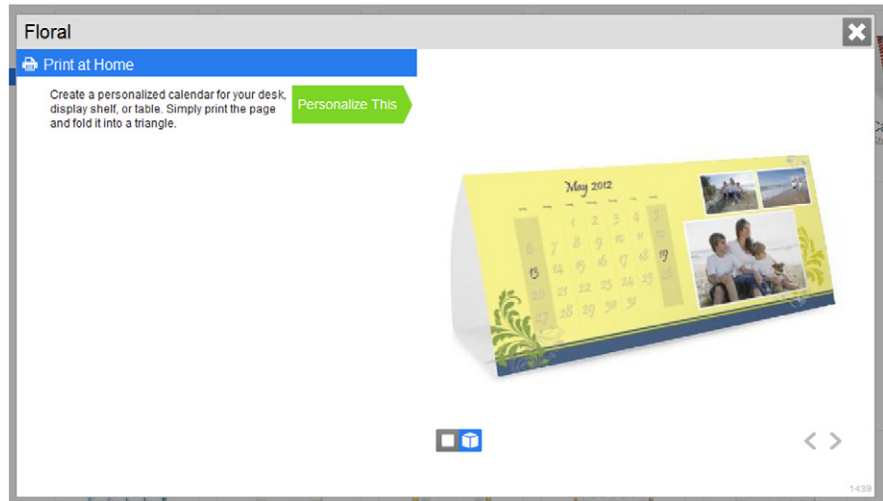 Floral
Print at Home
Create a personalized calendar for your desk,
display shelf, or table. Simply print the page
and fold it into a triangle.
Personalize This
May 2012
1 2 3 4 5
6 7 8 9 10 11 12
13 14 15 16 17 18 19
20 21 22 23 24 25 26
27 28 29 30 31
1439